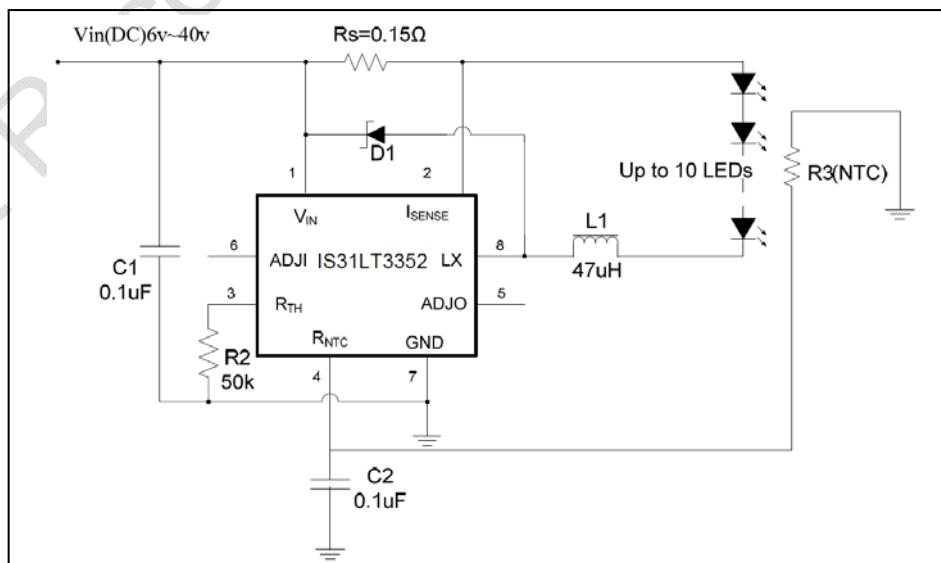 Vin(DC)6v~40v
Rs=0.15Ω
D1
1
2
Up to 10 LEDs
R3(NTC)
VIN
ISENSE
L1
6
ADJI
IS31LT3352
LX
8
47uH
C1
0.1uF
3
RTH
ADJO
5
RNTC
GND
R2
50k
4
7
C2
0.1uF